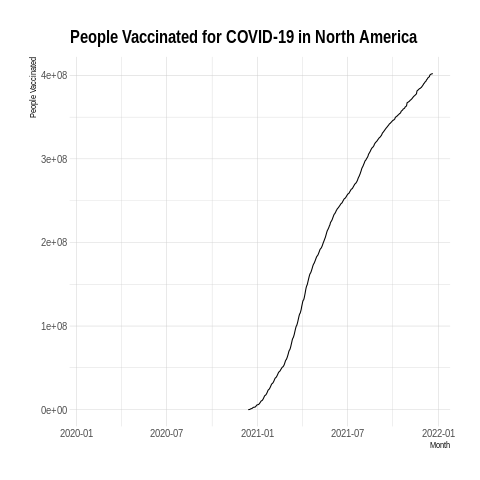 People Vaccinated for COVID-19 in North America
People Vaccinated
4e+08
3e+08
2e+08
1e+08
0e+00
2020-01 2020-07 2021-01 2021-07 2022-01
Month